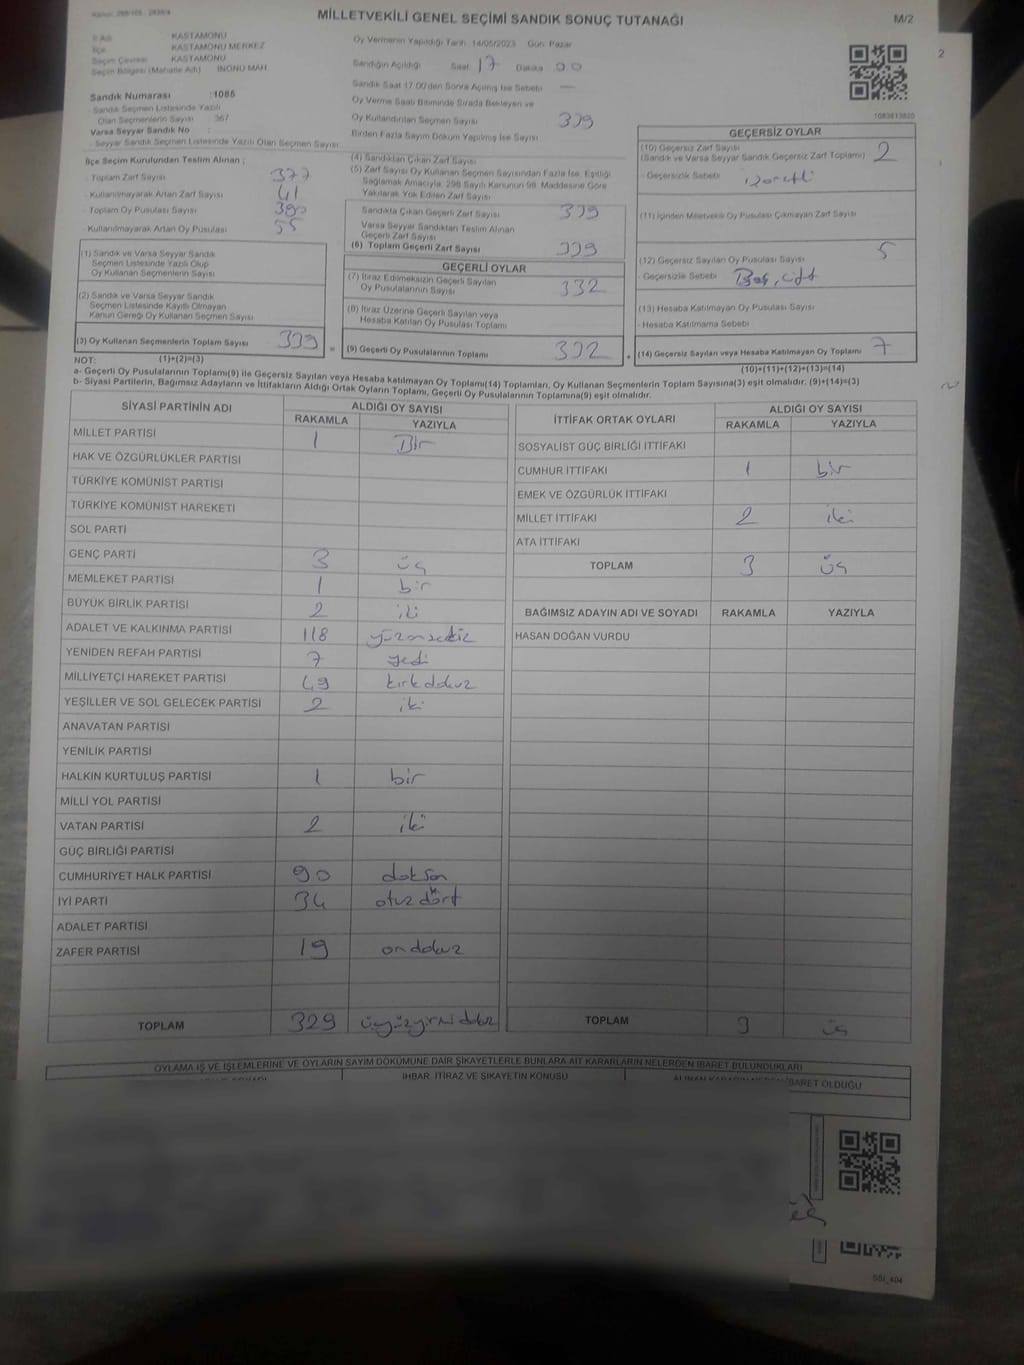 MİLLETVEKİLİ GENEL SEÇİMİ SANDIK SONUÇ TUTANAĞI
M/2
İl Adı KASTAMONU
İlçe KASTAMONU MERKEZ
Seçim Çevresi KASTAMONU
Seçim Bölgesi (Mahalle Adı) İNÖNÜ MAH.
Sandık Numarası :1085
- Sandık Seçmen Listesinde Yazılı
Olan Seçmenlerin Sayısı 367
Varsa Seyyar Sandık No :
- Seyyar Sandık Seçmen Listesinde Yazılı Olan Seçmen Sayısı
İlçe Seçim Kurulundan Teslim Alınan ;
- Toplam Zarf Sayısı 377
- Kullanılmayarak Artan Zarf Sayısı 41
- Toplam Oy Pusulası Sayısı
- Kullanılmayarak Artan Oy Pusulası
(1) Sandık ve Varsa Seyyar Sandık
Seçmen Listesinde Yazılı Olup
Oy Kullanan Seçmenlerin Sayısı
(2) Sandık ve Varsa Seyyar Sandık
Seçmen Listesinde Kayıtlı Olmayan
Kanun Gereği Oy Kullanan Seçmen Sayısı
(3) Oy Kullanan Seçmenlerin Toplam Sayısı 339
Oy Vermenin Yapıldığı Tarih 14/05/2023 Gün: Pazar
Sandığın Açıldığı Saat 17 Dakika 00
Sandık Saat 17.00'den Sonra Açılmış İse Sebebi
Oy Verme Saati Bitiminde Sırada Bekleyen ve
Oy Kullandırılan Seçmen Sayısı 339
Birden Fazla Sayım Döküm Yapılmış İse Sayısı
(4) Sandıktan Çıkan Zarf Sayısı
(5) Zarf Sayısı Oy Kullanan Seçmen Sayısından Fazla İse, Eşitliği
Sağlamak Amacıyla, 298 Sayılı Kanunun 98. Maddesine Göre
Yakılarak Yok Edilen Zarf Sayısı
Sandıkta Çıkan Geçerli Zarf Sayısı 339
Varsa Seyyar Sandıktan Teslim Alınan
Geçerli Zarf Sayısı
(6) Toplam Geçerli Zarf Sayısı 339
GEÇERLİ OYLAR
(7) İtiraz Edilmeksizin Geçerli Sayılan
Oy Pusulalarının Sayısı 332
(8) İtiraz Üzerine Geçerli Sayılan veya
Hesaba Katılan Oy Pusulası Toplamı
= (9) Geçerli Oy Pusulalarının Toplamı 332
2
1083613820
GEÇERSİZ OYLAR
(10) Geçersiz Zarf Sayısı 2
(Sandık ve Varsa Seyyar Sandık Geçersiz Zarf Toplamı)
- Geçersizlik Sebebi
(11) İçinden Milletvekili Oy Pusulası Çıkmayan Zarf Sayısı
(12) Geçersiz Sayılan Oy Pusulası Sayısı 5
- Geçersizlik Sebebi Boş, çift
(13) Hesaba Katılmayan Oy Pusulası Sayısı
- Hesaba Katılmama Sebebi
+ (14) Geçersiz Sayılan veya Hesaba Katılmayan Oy Toplamı 7
NOT: (1)+(2)=(3) (10)+(11)+(12)+(13)=(14)
a- Geçerli Oy Pusulalarının Toplamı(9) ile Geçersiz Sayılan veya Hesaba katılmayan Oy Toplamı(14) Toplamları, Oy Kullanan Seçmenlerin Toplam Sayısına(3) eşit olmalıdır. (9)+(14)=(3)
b- Siyasi Partilerin, Bağımsız Adayların ve İttifakların Aldığı Ortak Oyların Toplamı, Geçerli Oy Pusulalarının Toplamına(9) eşit olmalıdır.
SİYASİ PARTİNİN ADI ALDIĞI OY SAYISI
RAKAMLA YAZIYLA
MİLLET PARTİSİ 1 Bir
HAK VE ÖZGÜRLÜKLER PARTİSİ
TÜRKİYE KOMÜNİST PARTİSİ
TÜRKİYE KOMÜNİST HAREKETİ
SOL PARTİ
GENÇ PARTİ 3 üç
MEMLEKET PARTİSİ 1 bir
BÜYÜK BİRLİK PARTİSİ 2 iki
ADALET VE KALKINMA PARTİSİ 118 yüzonsekiz
YENİDEN REFAH PARTİSİ 7 yedi
MİLLİYETÇİ HAREKET PARTİSİ 49 kırkdokuz
YEŞİLLER VE SOL GELECEK PARTİSİ 2 iki
ANAVATAN PARTİSİ
YENİLİK PARTİSİ
HALKIN KURTULUŞ PARTİSİ 1 bir
MİLLİ YOL PARTİSİ
VATAN PARTİSİ 2 iki
GÜÇ BİRLİĞİ PARTİSİ
CUMHURİYET HALK PARTİSİ 90 doksan
İYİ PARTİ 34 otuz dört
ADALET PARTİSİ
ZAFER PARTİSİ 19 ondokuz
TOPLAM 329 üçyüzyirmidokuz
İTTİFAK ORTAK OYLARI ALDIĞI OY SAYISI
RAKAMLA YAZIYLA
SOSYALİST GÜÇ BİRLİĞİ İTTİFAKI
CUMHUR İTTİFAKI 1 bir
EMEK VE ÖZGÜRLÜK İTTİFAKI
MİLLET İTTİFAKI 2 iki
ATA İTTİFAKI
TOPLAM 3 üç
BAĞIMSIZ ADAYIN ADI VE SOYADI RAKAMLA YAZIYLA
HASAN DOĞAN VURDU
TOPLAM 3 üç
OYLAMA İŞ VE İŞLEMLERİNE VE OYLARIN SAYIM DÖKÜMÜNE DAİR ŞİKAYETLERLE BUNLARA AİT KARARLARIN NELERDEN İBARET BULUNDUKLARI
İHBAR, İTİRAZ VE ŞİKAYETİN KONUSU
İBARET OLDUĞU